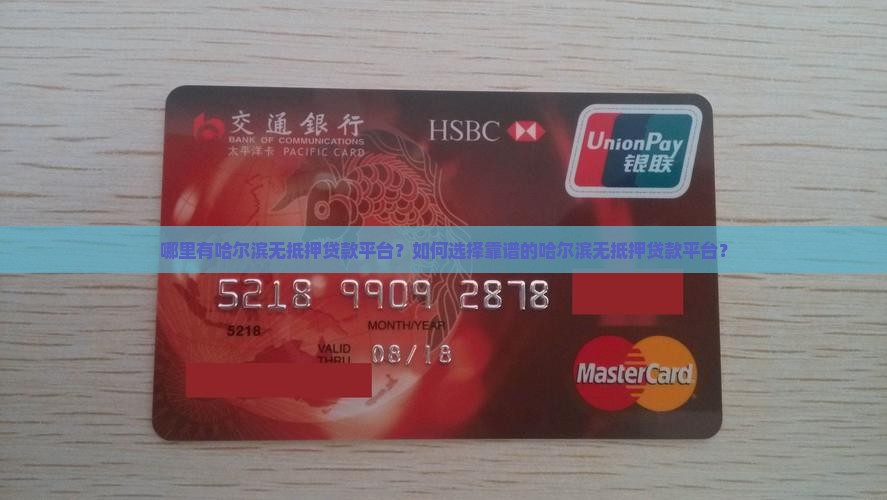 交通銀行
BANK OF COMMUNICATIONS
太平洋卡 PACIFIC CARD
HSBC
UnionPay
银联
哪里有哈尔滨无抵押贷款平台？如何选择靠谱的哈尔滨无抵押贷款平台？
5218 9909 2878
5218
MONTH/YEAR
VALID
THRU
08/18
MasterCard